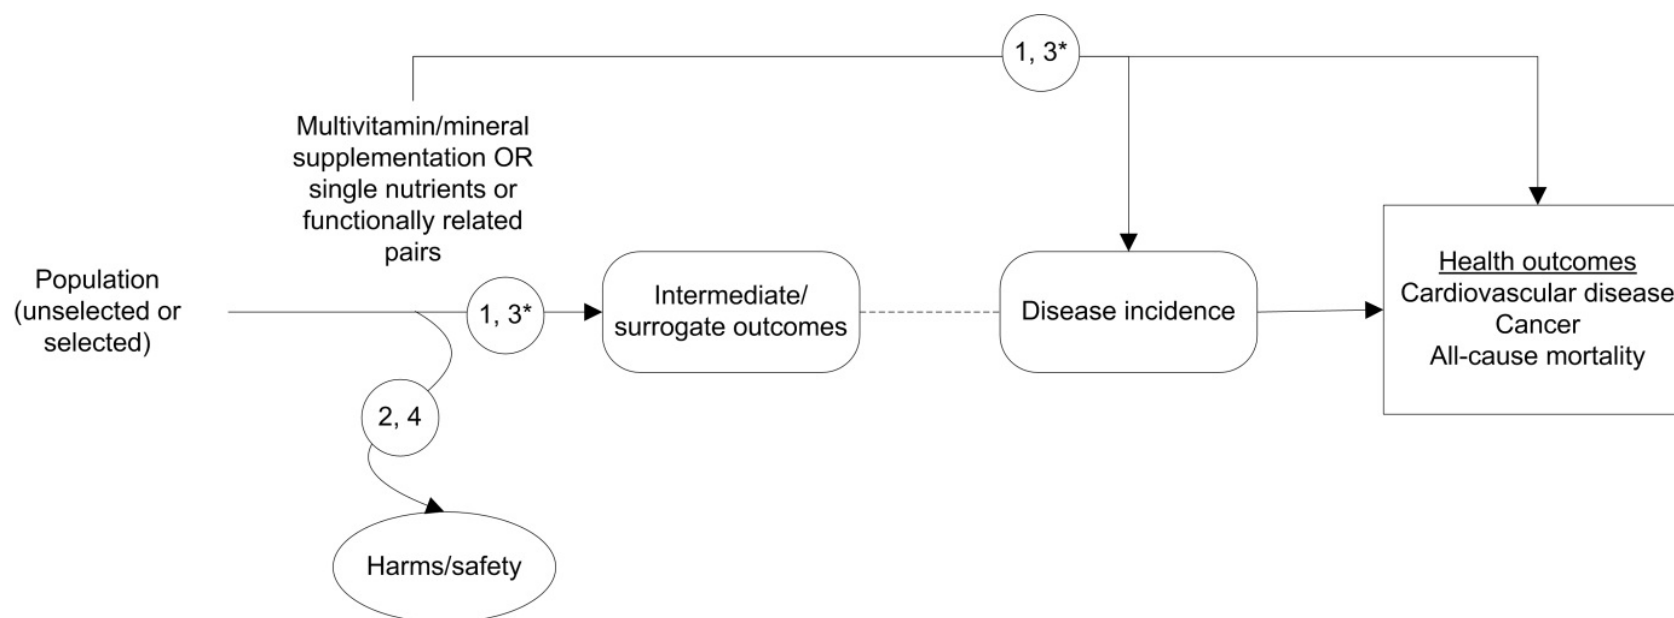 1, 3*
Multivitamin/mineral
supplementation OR
single nutrients or
functionally related
pairs
Population
(unselected or
selected)
1, 3*
Intermediate/
surrogate outcomes
Disease incidence
Health outcomes
Cardiovascular disease
Cancer
All-cause mortality
2, 4
Harms/safety